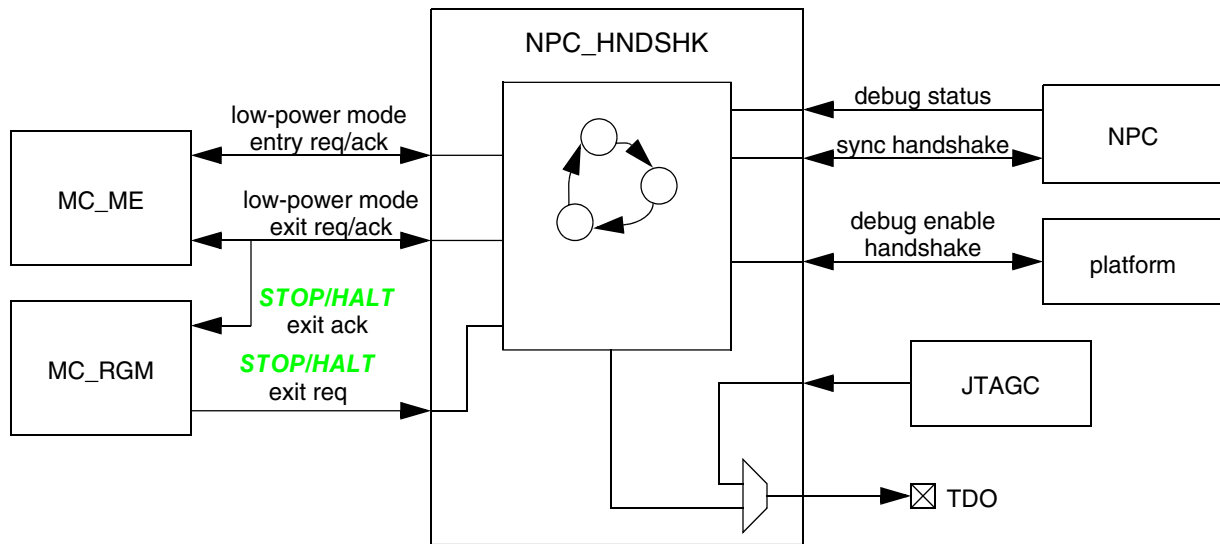 NPC_HNDSHK
low-power mode
entry req/ack
MC_ME
low-power mode
exit req/ack
STOP/HALT
exit ack
MC_RGM
STOP/HALT
exit req
debug status
NPC
sync handshake
debug enable
handshake
platform
JTAGC
TDO